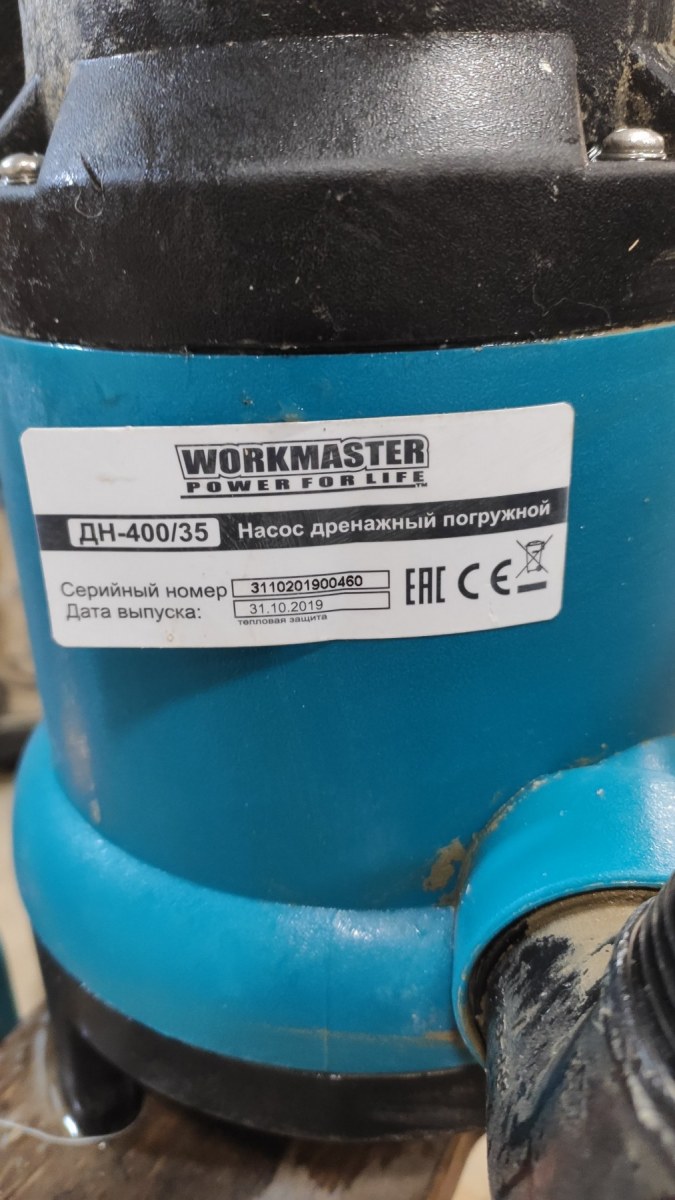 WORKMASTER
POWER FOR LIFE™
ДН-400/35 Насос дренажный погружной
Серийный номер 3110201900460
Дата выпуска: 31.10.2019
тепловая защита
EAC CE